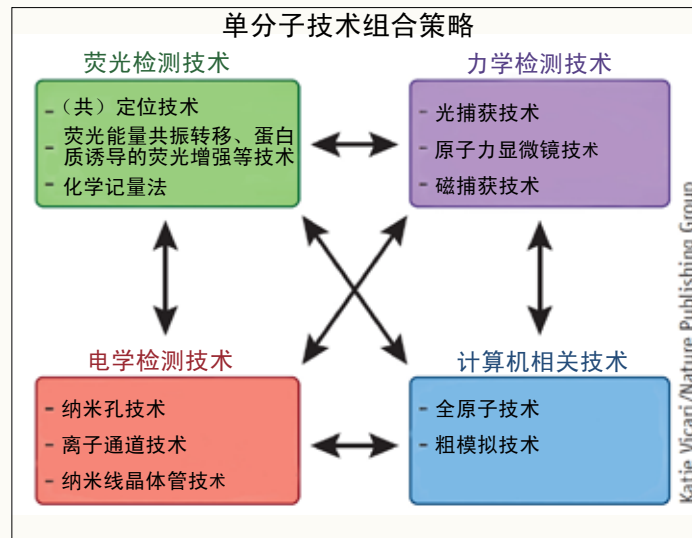 单分子技术组合策略
荧光检测技术
力学检测技术
- （共）定位技术
- 荧光能量共振转移、蛋白
质诱导的荧光增强等技术
- 化学记量法
- 光捕获技术
- 原子力显微镜技术
- 磁捕获技术
电学检测技术
计算机相关技术
- 纳米孔技术
- 离子通道技术
- 纳米线晶体管技术
- 全原子技术
- 粗模拟技术
Katie Vicari/Nature Publishing Group